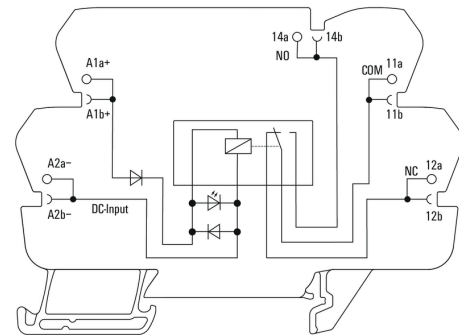 14a
14b
NO
A1a+
A1b+
COM
11a
11b
A2a−
A2b−
DC-Input
NC
12a
12b